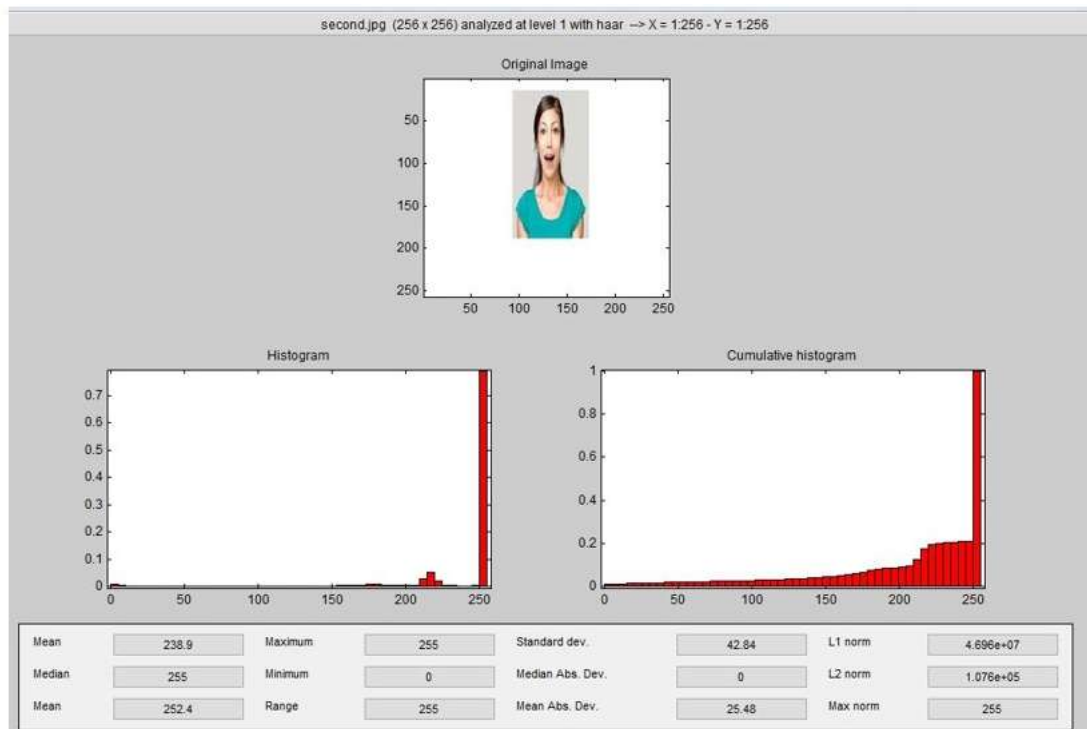 second.jpg (256 x 256) analyzed at level 1 with haar --> X = 1:256 - Y = 1:256
Original Image
50
100
150
200
250
50 100 150 200 250
Histogram
0.7
0.6
0.5
0.4
0.3
0.2
0.1
0
0 50 100 150 200 250
Cumulative histogram
1
0.8
0.6
0.4
0.2
0
0 50 100 150 200 250
Mean 238.9 Maximum 255 Standard dev. 42.84 L1 norm 4.696e+07
Median 255 Minimum 0 Median Abs. Dev. 0 L2 norm 1.076e+05
Mean 252.4 Range 255 Mean Abs. Dev. 25.48 Max norm 255